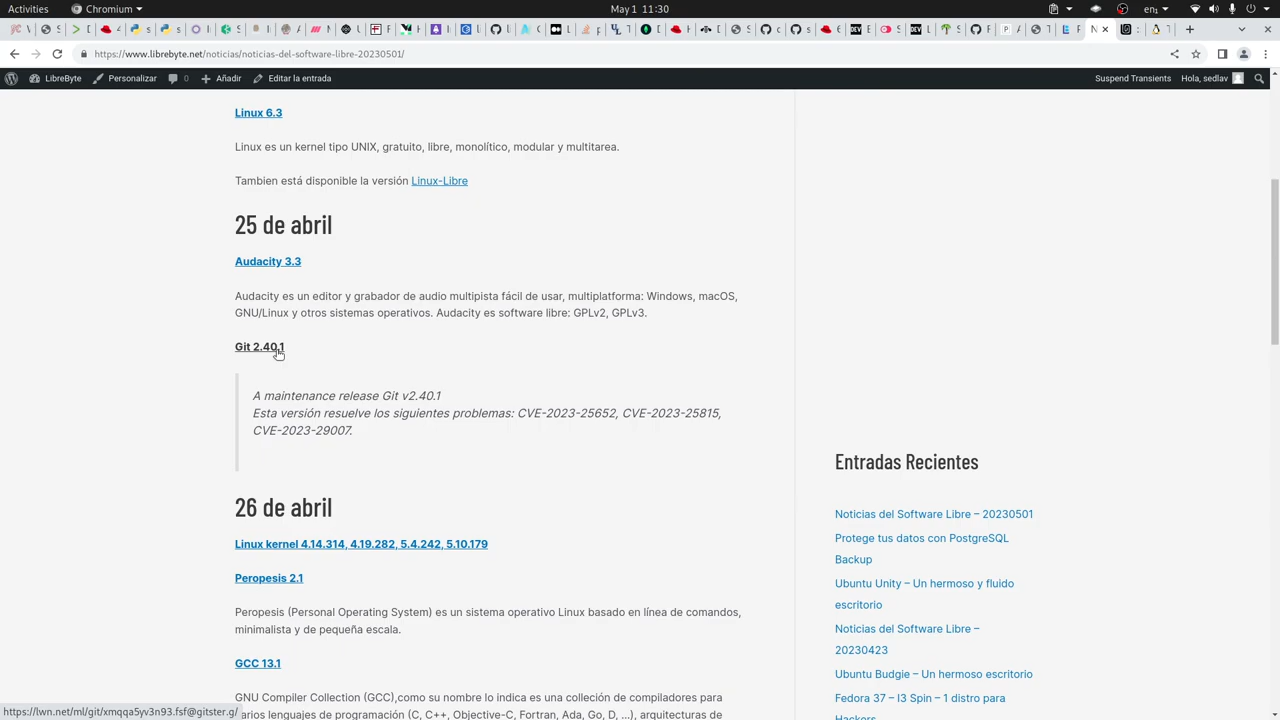 Activities
Chromium
May 1 11:30
https://www.librebyte.net/noticias/noticias-del-software-libre-20230501/
LibreByte
Personalizar
0
Añadir
Editar la entrada
Suspend Transients
Hola, sedlav
Linux 6.3
Linux es un kernel tipo UNIX, gratuito, libre, monolítico, modular y multitarea.
Tambien está disponible la versión Linux-Libre
25 de abril
Audacity 3.3
Audacity es un editor y grabador de audio multipista fácil de usar, multiplatforma: Windows, macOS,
GNU/Linux y otros sistemas operativos. Audacity es software libre: GPLv2, GPLv3.
Git 2.40.1
A maintenance release Git v2.40.1
Esta versión resuelve los siguientes problemas: CVE-2023-25652, CVE-2023-25815,
CVE-2023-29007.
26 de abril
Linux kernel 4.14.314, 4.19.282, 5.4.242, 5.10.179
Peropesis 2.1
Peropesis (Personal Operating System) es un sistema operativo Linux basado en línea de comandos,
minimalista y de pequeña escala.
GCC 13.1
GNU Compiler Collection (GCC),como su nombre lo indica es una coleción de compiladores para
arios lenguajes de programación (C, C++, Objective-C, Fortran, Ada, Go, D, ...), arquitecturas de
https://lwn.net/ml/git/xmqqa5yv3n93.fsf@gitster.g/
Entradas Recientes
Noticias del Software Libre – 20230501
Protege tus datos con PostgreSQL
Backup
Ubuntu Unity – Un hermoso y fluido
escritorio
Noticias del Software Libre –
20230423
Ubuntu Budgie – Un hermoso escritorio
Fedora 37 – I3 Spin – 1 distro para
Hackers